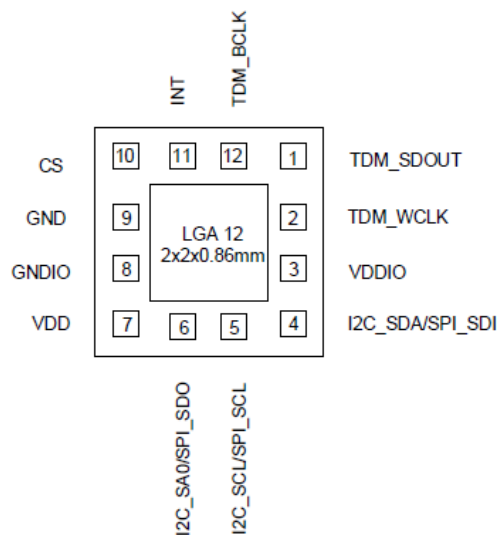 INT
TDM_BCLK
CS
10
11
12
1
TDM_SDOUT
GND
9
LGA 12
2x2x0.86mm
2
TDM_WCLK
GNDIO
8
3
VDDIO
VDD
7
6
5
4
I2C_SDA/SPI_SDI
I2C_SA0/SPI_SDO
I2C_SCL/SPI_SCL